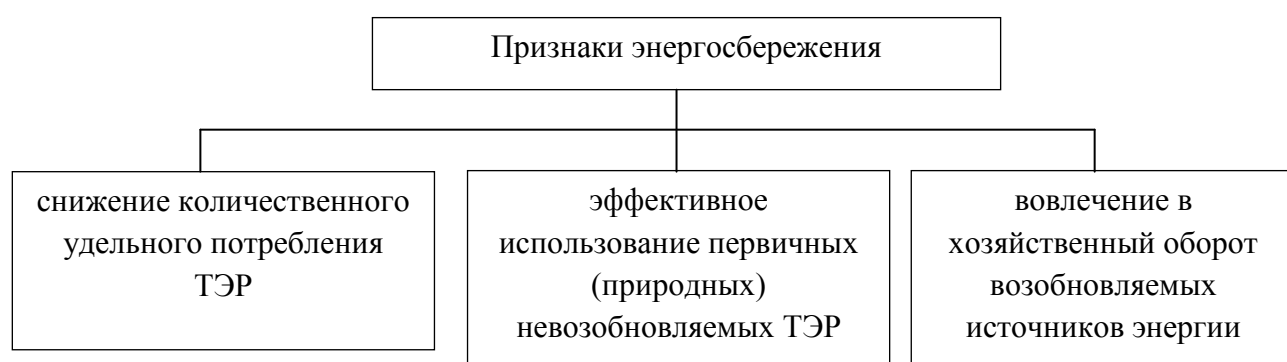 Признаки энергосбережения
снижение количественного
удельного потребления
ТЭР
эффективное
использование первичных
(природных)
невозобновляемых ТЭР
вовлечение в
хозяйственный оборот
возобновляемых
источников энергии